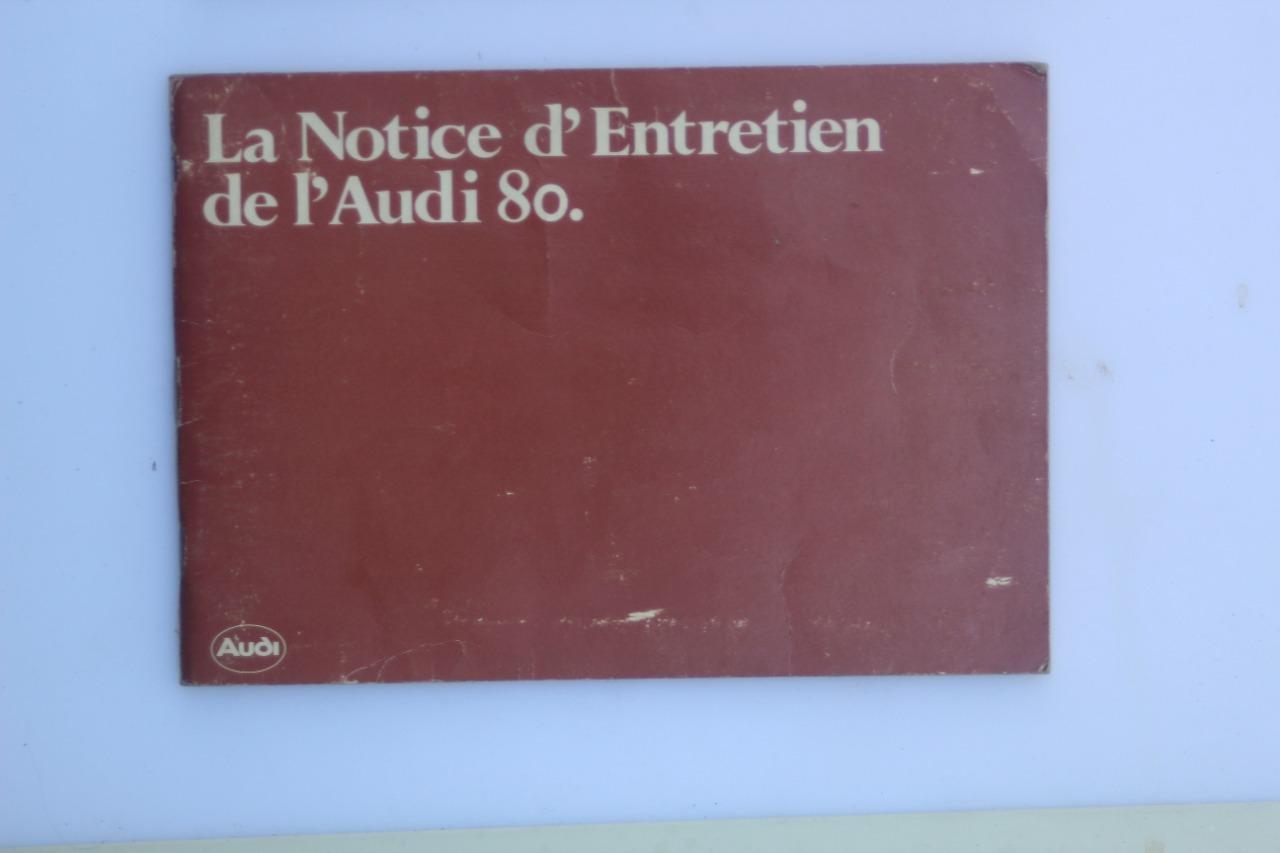 La Notice d'Entretien
de l'Audi 80.
Audi